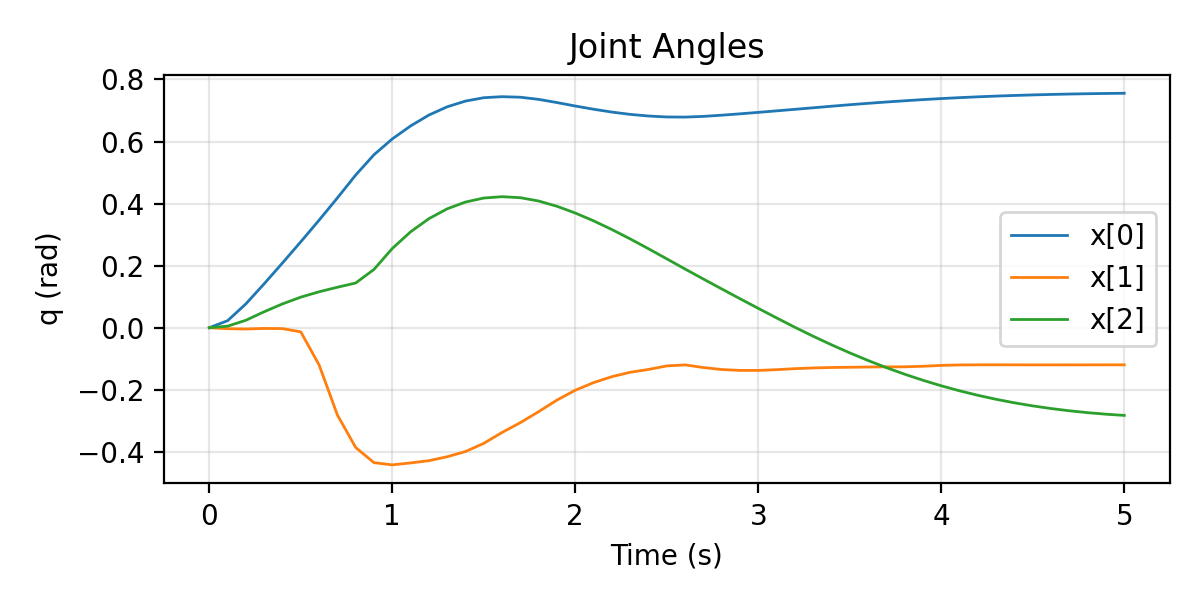 Joint Angles
0.8
0.6
0.4
0.2
0.0
−0.2
−0.4
q (rad)
x[0]
x[1]
x[2]
0 1 2 3 4 5
Time (s)